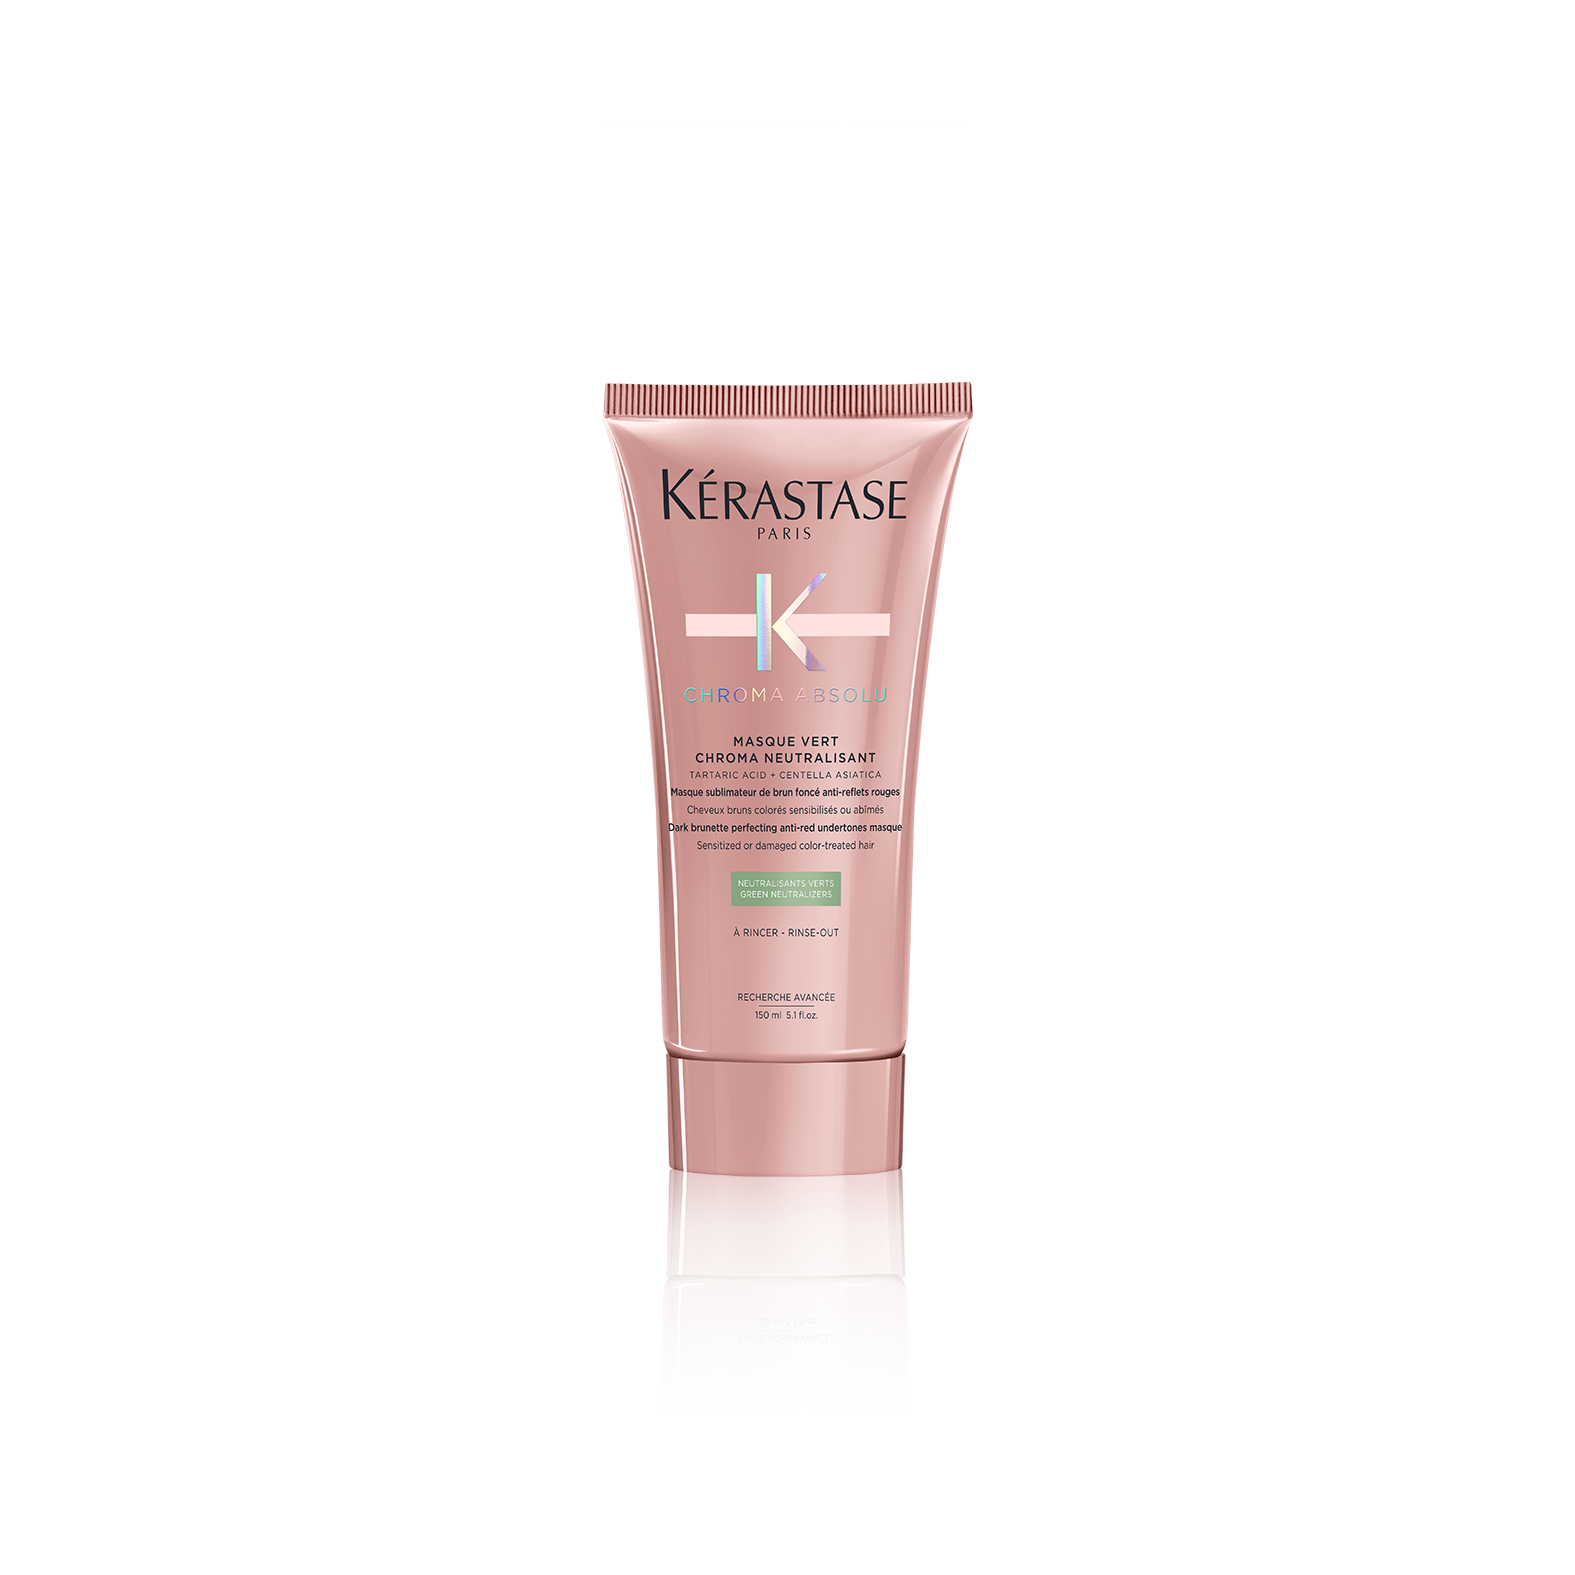 KÉRASTASE
PARIS
K
CHROMA ABSOLU
MASQUE VERT
CHROMA NEUTRALISANT
TARTARIC ACID + CENTELLA ASIATICA
Masque sublimateur de brun foncé anti-reflets rouges
Cheveux bruns colorés sensibilisés ou abîmés
Dark brunette perfecting anti-red undertones masque
Sensitized or damaged color-treated hair
NEUTRALISANTS VERTS
GREEN NEUTRALIZERS
À RINCER - RINSE-OUT
RECHERCHE AVANCÉE
150 ml 5.1 fl.oz.